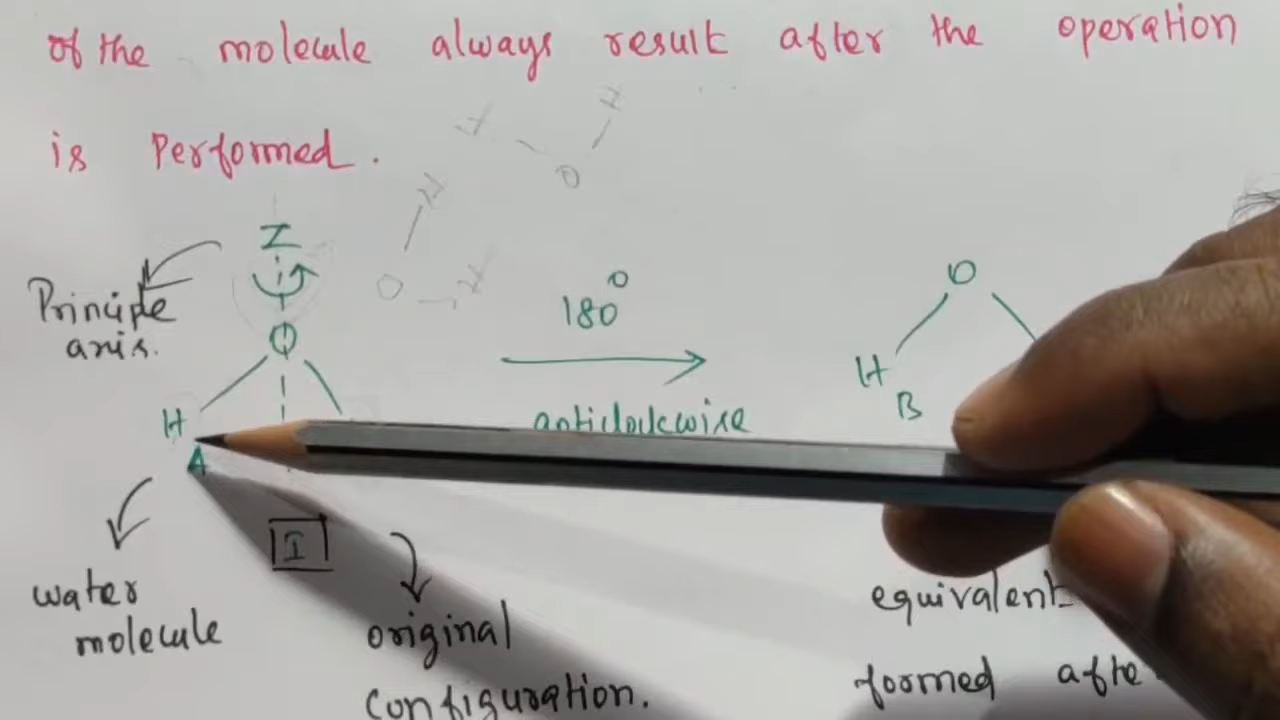 of the molecule always result after the operation
is Performed.
Z
Principle
axis.
O
H
A
180°
anticlockwise
O
H
B
I
water
molecule
original
configuration.
equivalent
formed afte
H
H
O
H
O
H